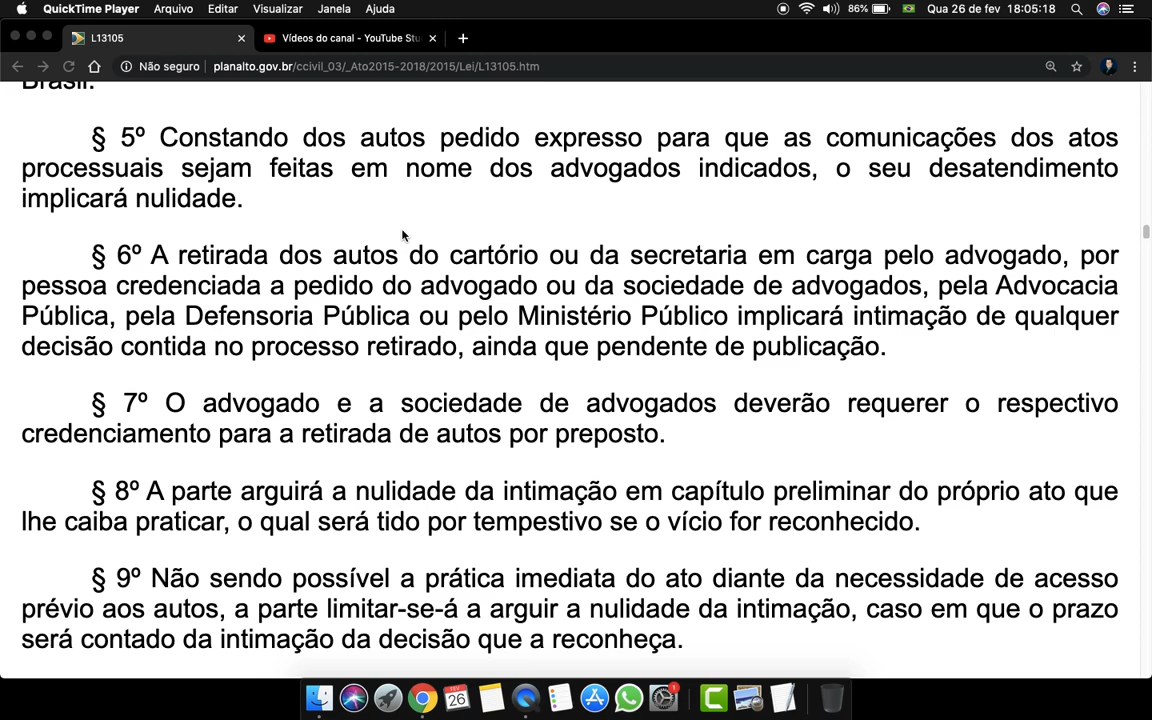 QuickTime Player Arquivo Editar Visualizar Janela Ajuda 86% Qua 26 de fev 18:05:18
L13105 Vídeos do canal - YouTube Stu
Não seguro planalto.gov.br/ccivil_03/_Ato2015-2018/2015/Lei/L13105.htm
Brasil.
§ 5º Constando dos autos pedido expresso para que as comunicações dos atos
processuais sejam feitas em nome dos advogados indicados, o seu desatendimento
implicará nulidade.
§ 6º A retirada dos autos do cartório ou da secretaria em carga pelo advogado, por
pessoa credenciada a pedido do advogado ou da sociedade de advogados, pela Advocacia
Pública, pela Defensoria Pública ou pelo Ministério Público implicará intimação de qualquer
decisão contida no processo retirado, ainda que pendente de publicação.
§ 7º O advogado e a sociedade de advogados deverão requerer o respectivo
credenciamento para a retirada de autos por preposto.
§ 8º A parte arguirá a nulidade da intimação em capítulo preliminar do próprio ato que
lhe caiba praticar, o qual será tido por tempestivo se o vício for reconhecido.
§ 9º Não sendo possível a prática imediata do ato diante da necessidade de acesso
prévio aos autos, a parte limitar-se-á a arguir a nulidade da intimação, caso em que o prazo
será contado da intimação da decisão que a reconheça.
FEV
26
1